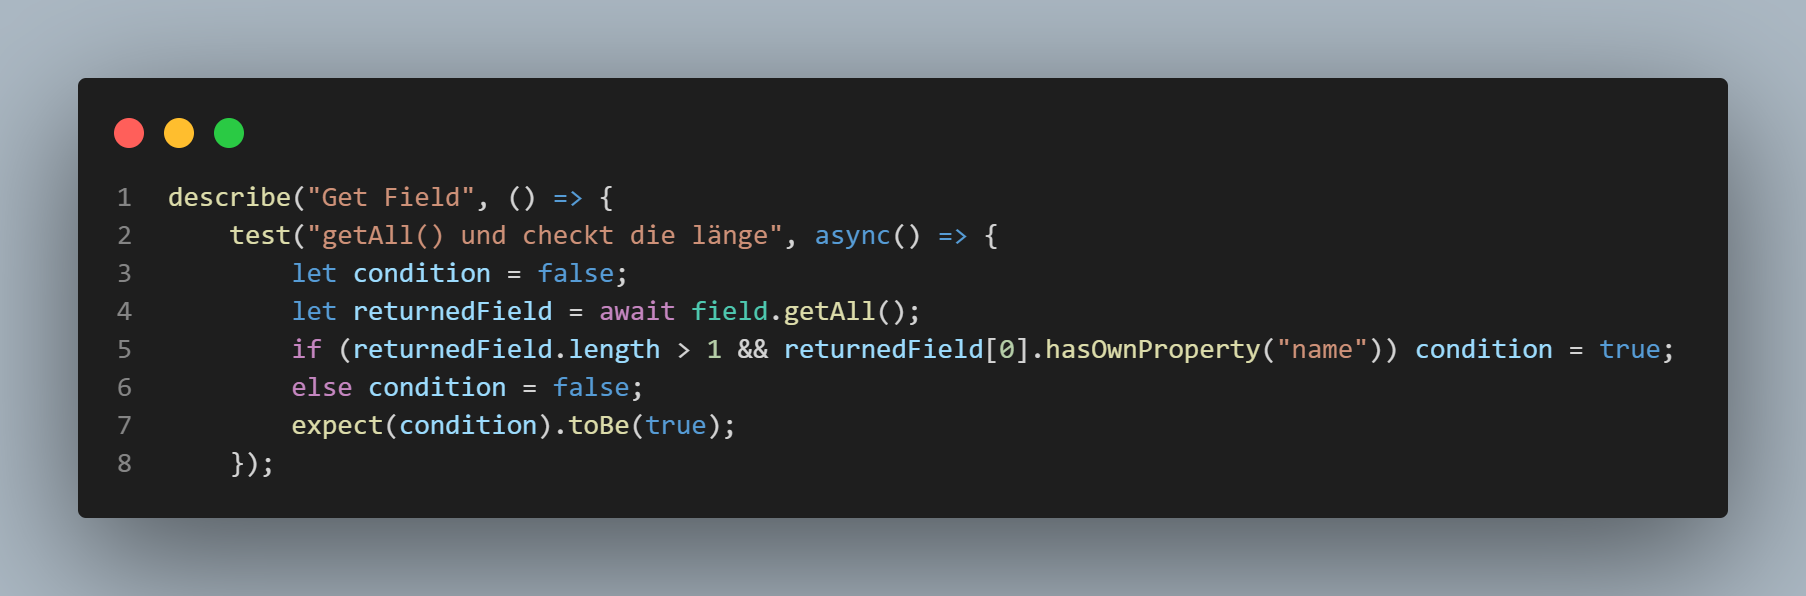 1 describe("Get Field", () => {
2     test("getAll() und checkt die länge", async() => {
3         let condition = false;
4         let returnedField = await field.getAll();
5         if (returnedField.length > 1 && returnedField[0].hasOwnProperty("name")) condition = true;
6         else condition = false;
7         expect(condition).toBe(true);
8     });